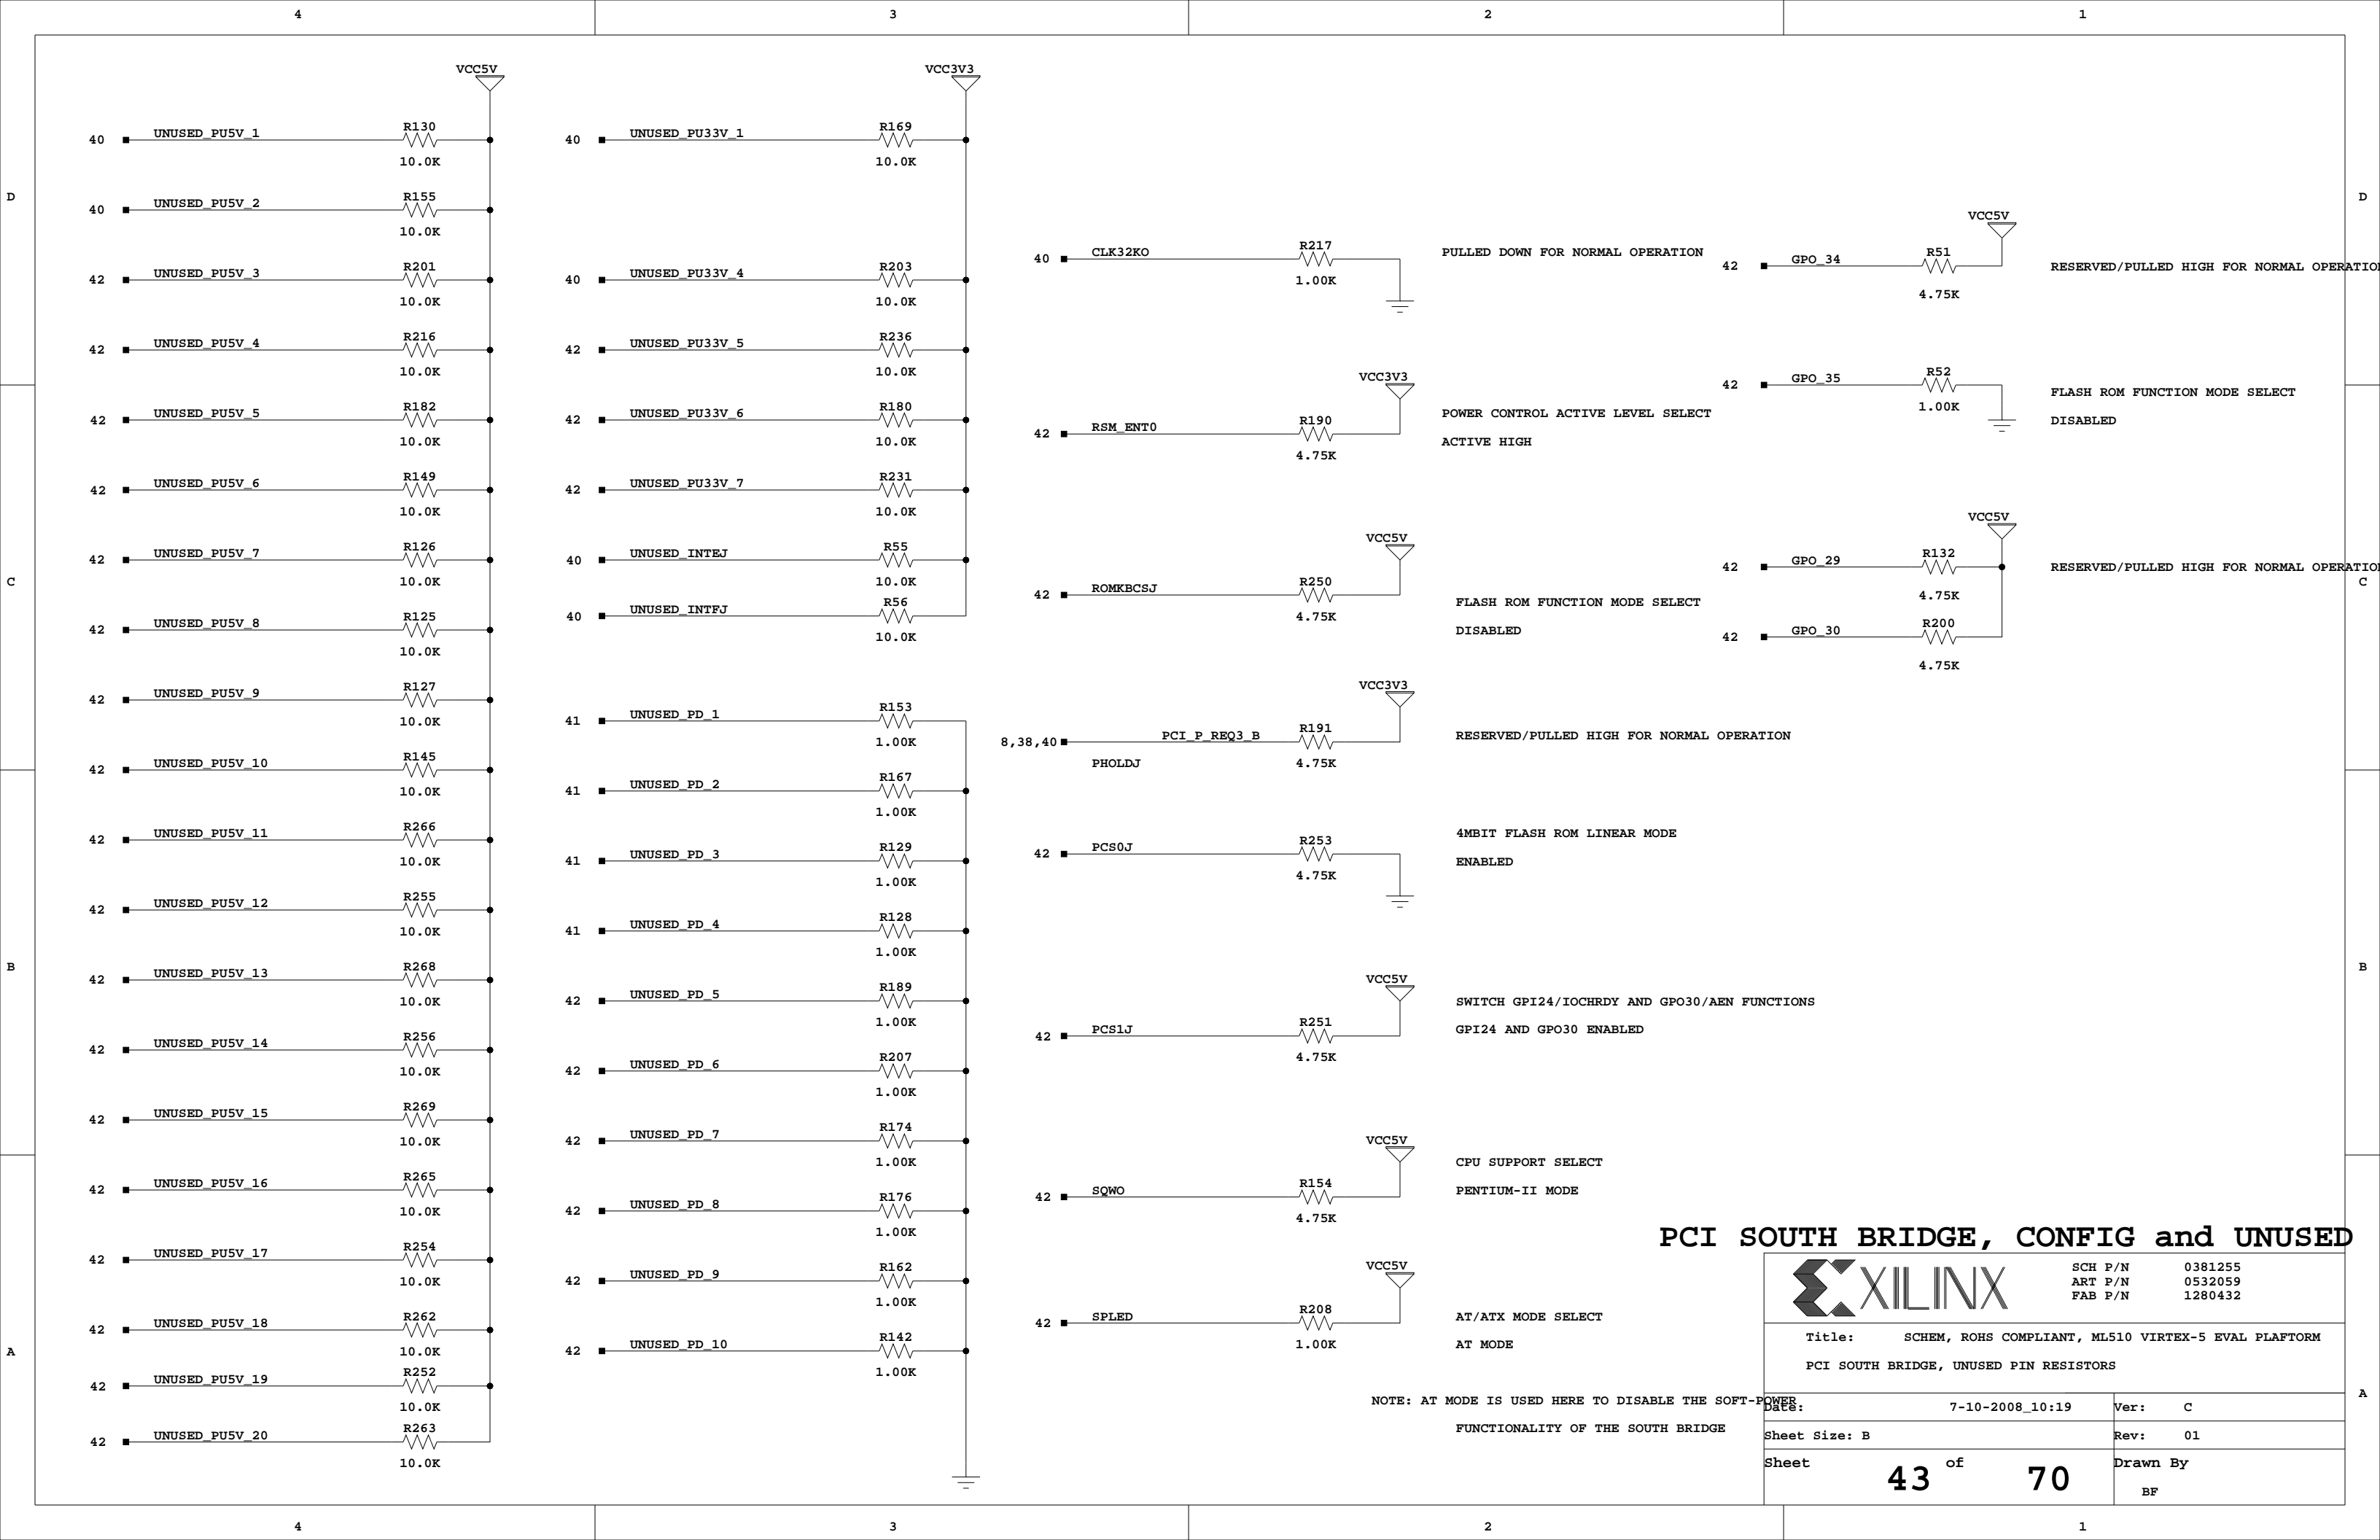 4 3 2 1
VCC5V
40 UNUSED_PU5V_1 R130
10.0K
40 UNUSED_PU5V_2 R155
10.0K
42 UNUSED_PU5V_3 R201
10.0K
42 UNUSED_PU5V_4 R216
10.0K
42 UNUSED_PU5V_5 R182
10.0K
42 UNUSED_PU5V_6 R149
10.0K
42 UNUSED_PU5V_7 R126
10.0K
42 UNUSED_PU5V_8 R125
10.0K
42 UNUSED_PU5V_9 R127
10.0K
42 UNUSED_PU5V_10 R145
10.0K
42 UNUSED_PU5V_11 R266
10.0K
42 UNUSED_PU5V_12 R255
10.0K
42 UNUSED_PU5V_13 R268
10.0K
42 UNUSED_PU5V_14 R256
10.0K
42 UNUSED_PU5V_15 R269
10.0K
42 UNUSED_PU5V_16 R265
10.0K
42 UNUSED_PU5V_17 R254
10.0K
42 UNUSED_PU5V_18 R262
10.0K
42 UNUSED_PU5V_19 R252
10.0K
42 UNUSED_PU5V_20 R263
10.0K
VCC3V3
40 UNUSED_PU33V_1 R169
10.0K
40 UNUSED_PU33V_4 R203
10.0K
42 UNUSED_PU33V_5 R236
10.0K
42 UNUSED_PU33V_6 R180
10.0K
42 UNUSED_PU33V_7 R231
10.0K
40 UNUSED_INTEJ R55
10.0K
40 UNUSED_INTFJ R56
10.0K
41 UNUSED_PD_1 R153
1.00K
41 UNUSED_PD_2 R167
1.00K
41 UNUSED_PD_3 R129
1.00K
41 UNUSED_PD_4 R128
1.00K
42 UNUSED_PD_5 R189
1.00K
42 UNUSED_PD_6 R207
1.00K
42 UNUSED_PD_7 R174
1.00K
42 UNUSED_PD_8 R176
1.00K
42 UNUSED_PD_9 R162
1.00K
42 UNUSED_PD_10 R142
1.00K
40 CLK32KO R217
1.00K
PULLED DOWN FOR NORMAL OPERATION
VCC3V3
42 RSM_ENT0 R190
4.75K
POWER CONTROL ACTIVE LEVEL SELECT
ACTIVE HIGH
VCC5V
42 ROMKBCSJ R250
4.75K
FLASH ROM FUNCTION MODE SELECT
DISABLED
VCC3V3
8,38,40 PCI_P_REQ3_B R191
PHOLDJ 4.75K
RESERVED/PULLED HIGH FOR NORMAL OPERATION
42 PCS0J R253
4.75K
4MBIT FLASH ROM LINEAR MODE
ENABLED
VCC5V
42 PCS1J R251
4.75K
SWITCH GPI24/IOCHRDY AND GPO30/AEN FUNCTIONS
GPI24 AND GPO30 ENABLED
VCC5V
42 SQWO R154
4.75K
CPU SUPPORT SELECT
PENTIUM-II MODE
VCC5V
42 SPLED R208
1.00K
AT/ATX MODE SELECT
AT MODE
NOTE: AT MODE IS USED HERE TO DISABLE THE SOFT-POWER
FUNCTIONALITY OF THE SOUTH BRIDGE
VCC5V
42 GPO_34 R51
4.75K
RESERVED/PULLED HIGH FOR NORMAL OPERATIO
42 GPO_35 R52
1.00K
FLASH ROM FUNCTION MODE SELECT
DISABLED
VCC5V
42 GPO_29 R132
4.75K
RESERVED/PULLED HIGH FOR NORMAL OPERATIO
42 GPO_30 R200
4.75K
D D
C C
B B
A A
PCI SOUTH BRIDGE, CONFIG and UNUSED
XILINX
SCH P/N 0381255
ART P/N 0532059
FAB P/N 1280432
Title: SCHEM, ROHS COMPLIANT, ML510 VIRTEX-5 EVAL PLAFTORM
PCI SOUTH BRIDGE, UNUSED PIN RESISTORS
Date: 7-10-2008_10:19 Ver: C
Sheet Size: B Rev: 01
Sheet 43 of 70 Drawn By
BF
4 3 2 1